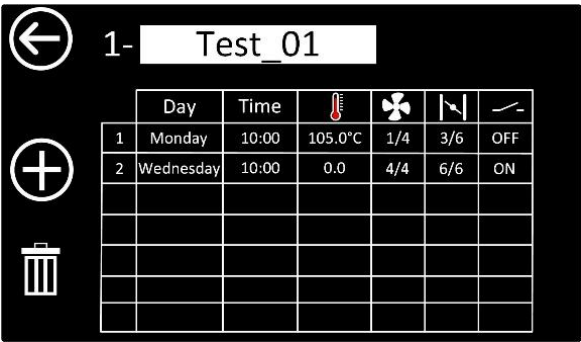 1- Test_01
Day Time
1 Monday 10:00 105.0°C 1/4 3/6 OFF
2 Wednesday 10:00 0.0 4/4 6/6 ON